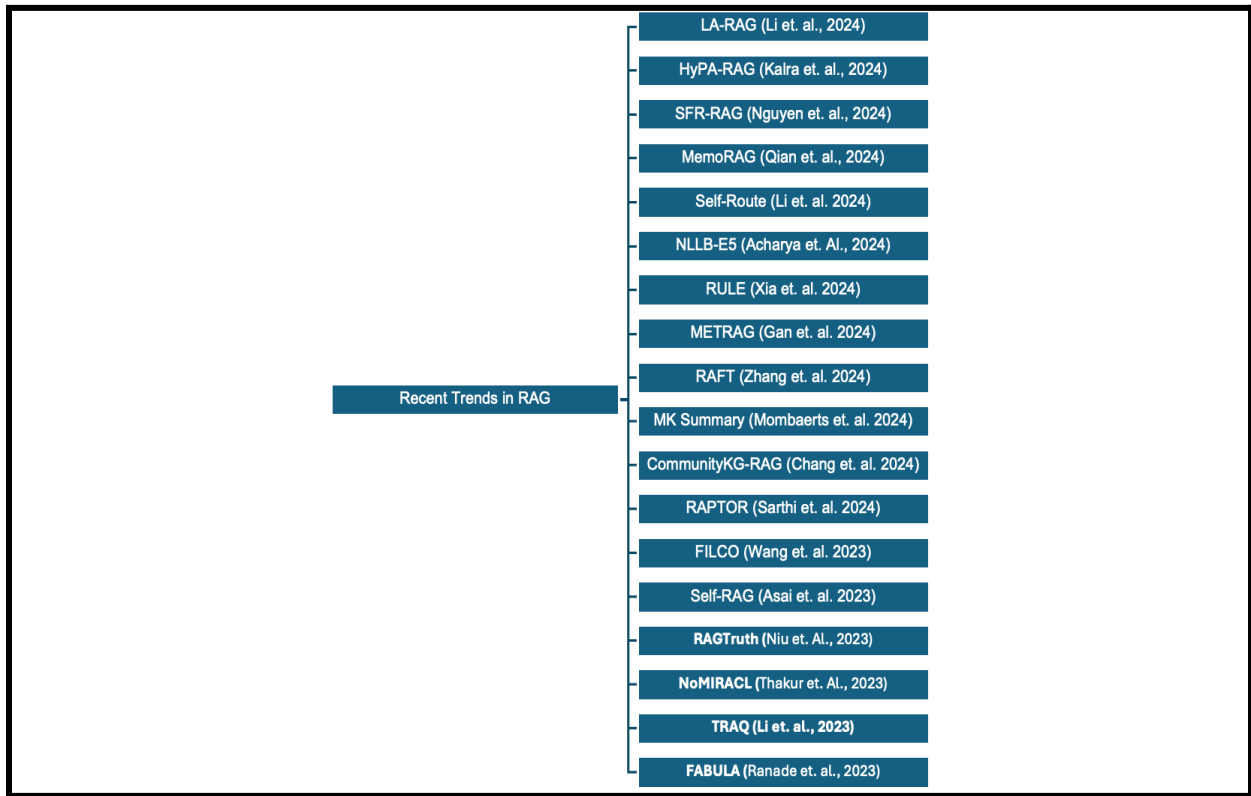 LA-RAG (Li et. al., 2024)
HyPA-RAG (Kalra et. al., 2024)
SFR-RAG (Nguyen et. al., 2024)
MemoRAG (Qian et. al., 2024)
Self-Route (Li et. al. 2024)
NLLB-E5 (Acharya et. Al., 2024)
RULE (Xia et. al. 2024)
METRAG (Gan et. al. 2024)
RAFT (Zhang et. al. 2024)
Recent Trends in RAG
MK Summary (Mombaerts et. al. 2024)
CommunityKG-RAG (Chang et. al. 2024)
RAPTOR (Sarthi et. al. 2024)
FILCO (Wang et. al. 2023)
Self-RAG (Asai et. al. 2023)
RAGTruth (Niu et. Al., 2023)
NoMIRACL (Thakur et. Al., 2023)
TRAQ (Li et. al., 2023)
FABULA (Ranade et. al., 2023)